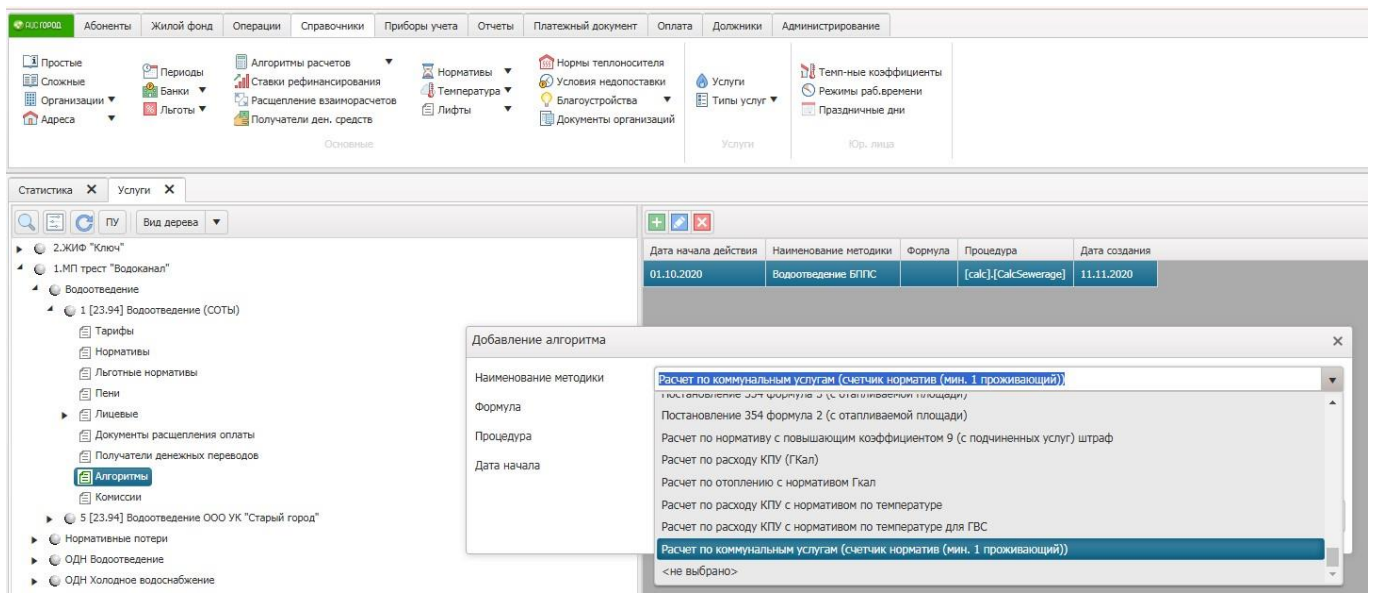 РИСГОРОД Абоненты Жилой фонд Операции Справочники Приборы учета Отчеты Платежный документ Оплата Должники Администрирование
Простые
Сложные
Организации
Адреса
Периоды
Банки
Льготы
Алгоритмы расчетов
Ставки рефинансирования
Расщепление взаиморасчетов
Получатели ден. средств
Нормативы
Температура
Лифты
Нормы теплоносителя
Условия недопоставки
Благоустройства
Документы организаций
Основные
Услуги
Типы услуг
Услуги
Темп-ные коэффициенты
Режимы раб.времени
Праздничные дни
Юр. лица
Статистика X Услуги X
ПУ Вид дерева
2.ЖИФ "Ключ"
1.МП трест "Водоканал"
Водоотведение
1 [23.94] Водоотведение (СОТЫ)
Тарифы
Нормативы
Льготные нормативы
Пени
Лицевые
Документы расщепления оплаты
Получатели денежных переводов
Алгоритмы
Комиссии
5 [23.94] Водоотведение ООО УК "Старый город"
Нормативные потери
ОДН Водоотведение
ОДН Холодное водоснабжение
Дата начала действия Наименование методики Формула Процедура Дата создания
01.10.2020 Водоотведение БППС [calc].[CalcSewerage] 11.11.2020
Добавление алгоритма
Наименование методики Расчет по коммунальным услугам (счетчик норматив (мин. 1 проживающий))
Формула
Процедура
Дата начала
Постановление 354 формула 3 (с отапливаемой площади)
Постановление 354 формула 2 (с отапливаемой площади)
Расчет по нормативу с повышающим коэффициентом 9 (с подчиненных услуг) штраф
Расчет по расходу КПУ (ГКал)
Расчет по отоплению с нормативом Гкал
Расчет по расходу КПУ с нормативом по температуре
Расчет по расходу КПУ с нормативом по температуре для ГВС
Расчет по коммунальным услугам (счетчик норматив (мин. 1 проживающий))
<не выбрано>